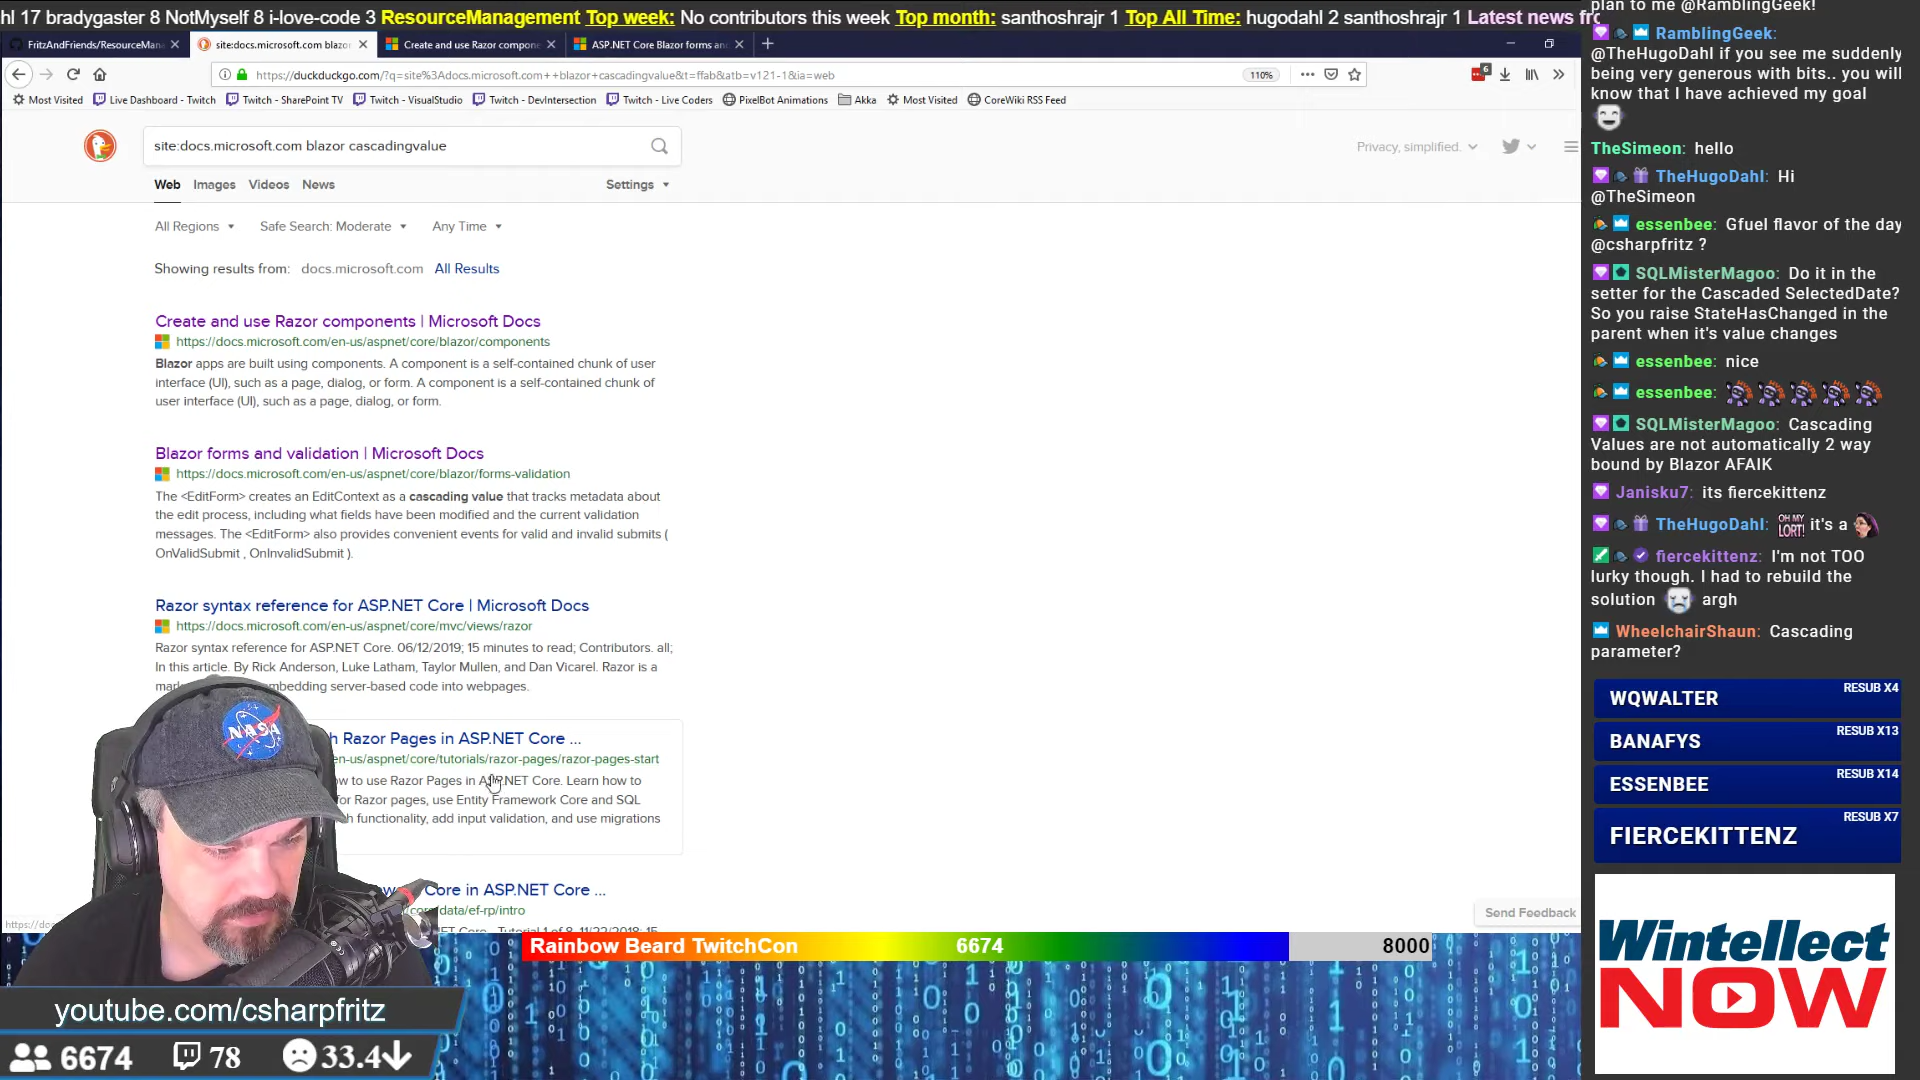 hl 17 bradygaster 8 NotMyself 8 i-love-code 3 ResourceManagement Top week: No contributors this week Top month: santhoshrajr 1 Top All Time: hugodahl 2 santhoshrajr 1 Latest news fr
FritzAndFriends/ResourceMan
site:docs.microsoft.com blazor
Create and use Razor compone
ASP.NET Core Blazor forms an
https://duckduckgo.com/?q=site%3Adocs.microsoft.com++blazor+cascadingvalue&t=ffab&atb=v121-1&ia=web
110%
6
Most Visited
Live Dashboard - Twitch
Twitch - SharePoint TV
Twitch - VisualStudio
Twitch - DevIntersection
Twitch - Live Coders
PixelBot Animations
Akka
Most Visited
CoreWiki RSS Feed
site:docs.microsoft.com blazor cascadingvalue
Privacy, simplified.
Web Images Videos News
Settings
All Regions
Safe Search: Moderate
Any Time
Showing results from: docs.microsoft.com All Results
Create and use Razor components | Microsoft Docs
https://docs.microsoft.com/en-us/aspnet/core/blazor/components
Blazor apps are built using components. A component is a self-contained chunk of user
interface (UI), such as a page, dialog, or form. A component is a self-contained chunk of
user interface (UI), such as a page, dialog, or form.
Blazor forms and validation | Microsoft Docs
https://docs.microsoft.com/en-us/aspnet/core/blazor/forms-validation
The <EditForm> creates an EditContext as a cascading value that tracks metadata about
the edit process, including what fields have been modified and the current validation
messages. The <EditForm> also provides convenient events for valid and invalid submits (
OnValidSubmit , OnInvalidSubmit ).
Razor syntax reference for ASP.NET Core | Microsoft Docs
https://docs.microsoft.com/en-us/aspnet/core/mvc/views/razor
Razor syntax reference for ASP.NET Core. 06/12/2019; 15 minutes to read; Contributors. all;
In this article. By Rick Anderson, Luke Latham, Taylor Mullen, and Dan Vicarel. Razor is a
embedding server-based code into webpages.
h Razor Pages in ASP.NET Core ...
en-us/aspnet/core/tutorials/razor-pages/razor-pages-start
ow to use Razor Pages in ASP.NET Core. Learn how to
for Razor pages, use Entity Framework Core and SQL
h functionality, add input validation, and use migrations
Core in ASP.NET Core ...
/core/data/ef-rp/intro
Send Feedback
plan to me @RamblingGeek!
RamblingGeek:
@TheHugoDahl if you see me suddenly
being very generous with bits.. you will
know that I have achieved my goal
TheSimeon: hello
TheHugoDahl: Hi
@TheSimeon
essenbee: Gfuel flavor of the day
@csharpfritz ?
SQLMisterMagoo: Do it in the
setter for the Cascaded SelectedDate?
So you raise StateHasChanged in the
parent when it's value changes
essenbee: nice
essenbee:
SQLMisterMagoo: Cascading
Values are not automatically 2 way
bound by Blazor AFAIK
Janisku7: its fiercekittenz
TheHugoDahl: OH MY LORT! it's a
fiercekittenz: I'm not TOO
lurky though. I had to rebuild the
solution argh
WheelchairShaun: Cascading
parameter?
WQWALTER RESUB X4
BANAFYS RESUB X13
ESSENBEE RESUB X14
FIERCEKITTENZ RESUB X7
Wintellect
NOW
NASA
Rainbow Beard TwitchCon 6674 8000
youtube.com/csharpfritz
6674 78 33.4